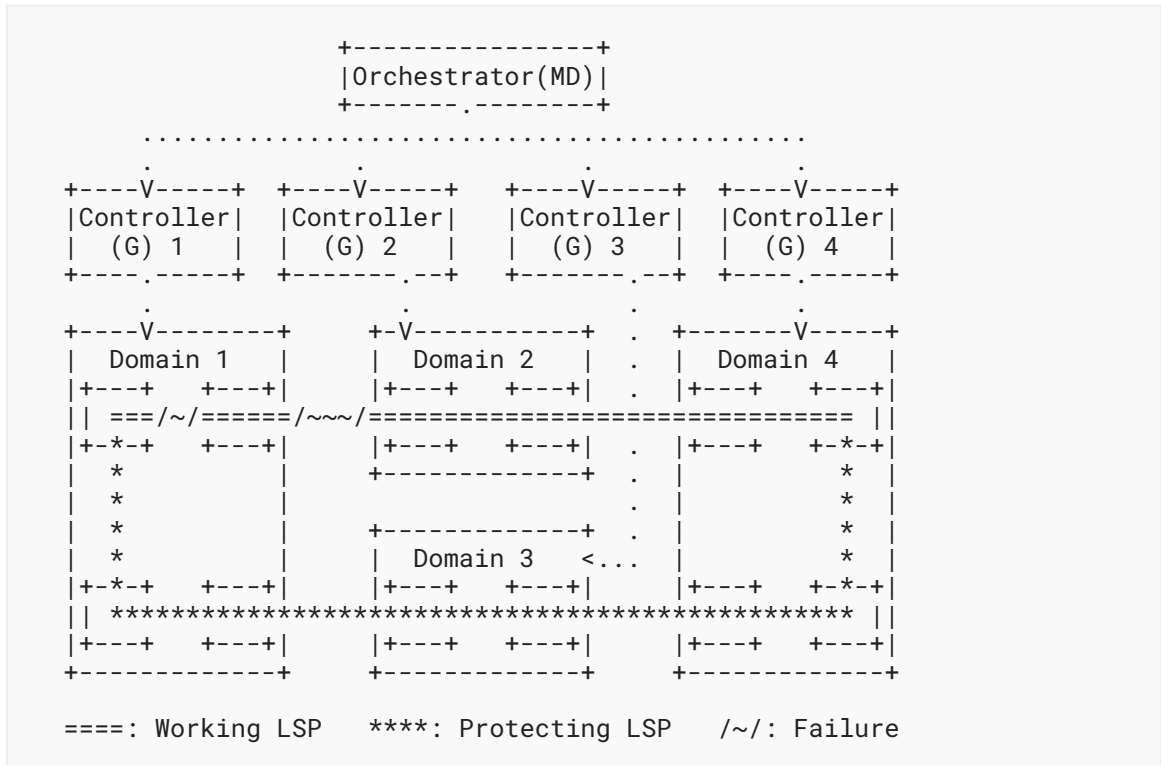 +----------------+
                  |Orchestrator(MD)|
                  +-------.--------+
     ............................................
     .              .               .             .
+----V-----+  +----V-----+   +----V-----+  +----V-----+
|Controller|  |Controller|   |Controller|  |Controller|
|  (G) 1   |  |  (G) 2   |   |  (G) 3   |  |  (G) 4   |
+----.-----+  +-------.--+   +-------.--+  +----.-----+
     .                .              .          .
+----V--------+     +-V-----------+  .  +-------V-----+
|  Domain 1   |     |  Domain 2   |  .  |  Domain 4   |
|+---+   +---+|     |+---+   +---+|  .  |+---+   +---+|
|| ===/~/======/~~~/================================ ||
|+-*-+   +---+|     |+---+   +---+|  .  |+---+   +-*-+|
|  *          |     +-------------+  .  |          *  |
|  *          |                      .  |          *  |
|  *          |     +-------------+  .  |          *  |
|  *          |     |  Domain 3   <...  |          *  |
|+-*-+   +---+|     |+---+   +---+|     |+---+   +-*-+|
|| ************************************************* ||
|+---+   +---+|     |+---+   +---+|     |+---+   +---+|
+-------------+     +-------------+     +-------------+
====: Working LSP   ****: Protecting LSP   /~/: Failure